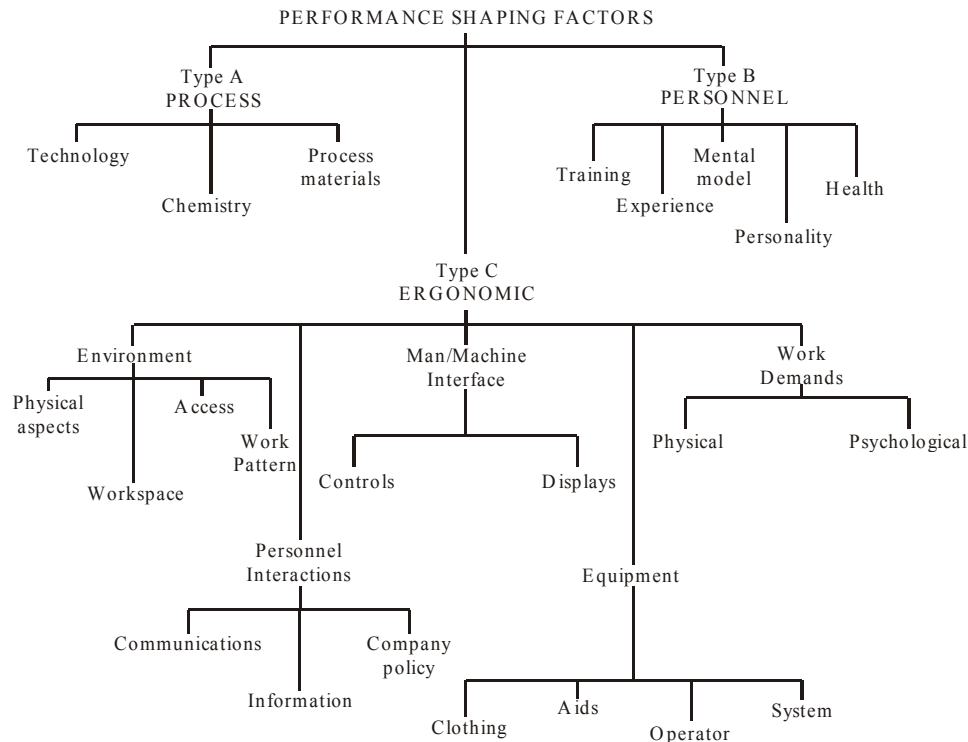 PERFORMANCE SHAPING FACTORS
Type A
PROCESS
Type B
PERSONNEL
Technology
Process
materials
Chemistry
Training
Mental
model
Health
Experience
Personality
Type C
ERGONOMIC
Environment
Man/Machine
Interface
Work
Demands
Physical
aspects
Access
Work
Pattern
Workspace
Controls
Displays
Physical
Psychological
Personnel
Interactions
Equipment
Communications
Company
policy
Information
Clothing
Aids
Operator
System